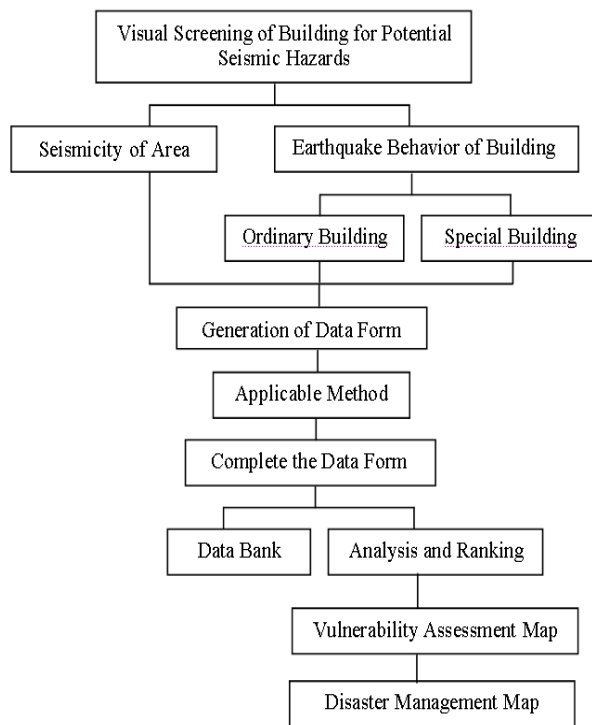 Visual Screening of Building for Potential
Seismic Hazards
Seismicity of Area
Earthquake Behavior of Building
Ordinary Building
Special Building
Generation of Data Form
Applicable Method
Complete the Data Form
Data Bank
Analysis and Ranking
Vulnerability Assessment Map
Disaster Management Map